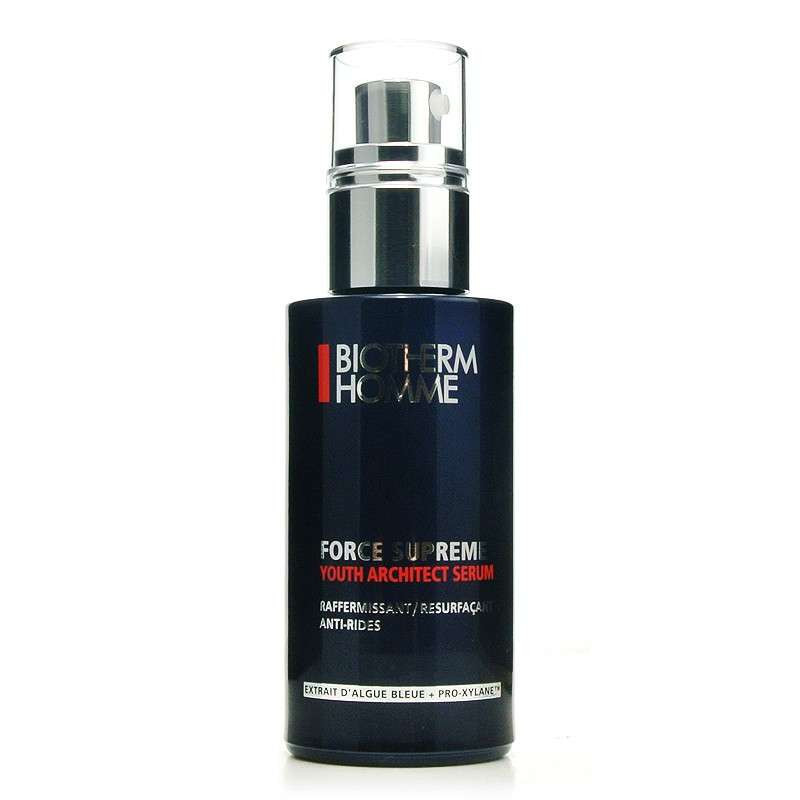 BIOTHERM
HOMME
FORCE SUPREME
YOUTH ARCHITECT SERUM
RAFFERMISSANT/RESURFAÇANT
ANTI-RIDES
EXTRAIT D'ALGUE BLEUE + PRO-XYLANE™